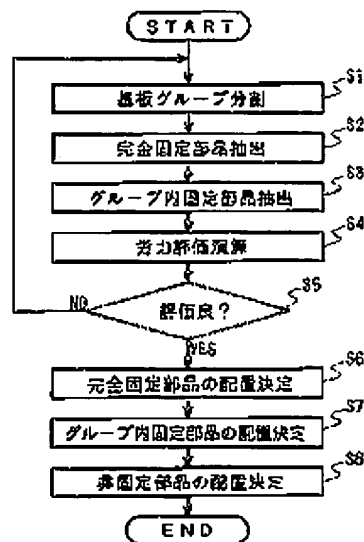 START
S1
基板グループ分割
S2
完全固定部品抽出
S3
グループ内固定部品抽出
S4
労力評価演算
S5
評価良?
NO
YES
S6
完全固定部品の配置決定
S7
グループ内固定部品の配置決定
S8
非固定部品の配置決定
END